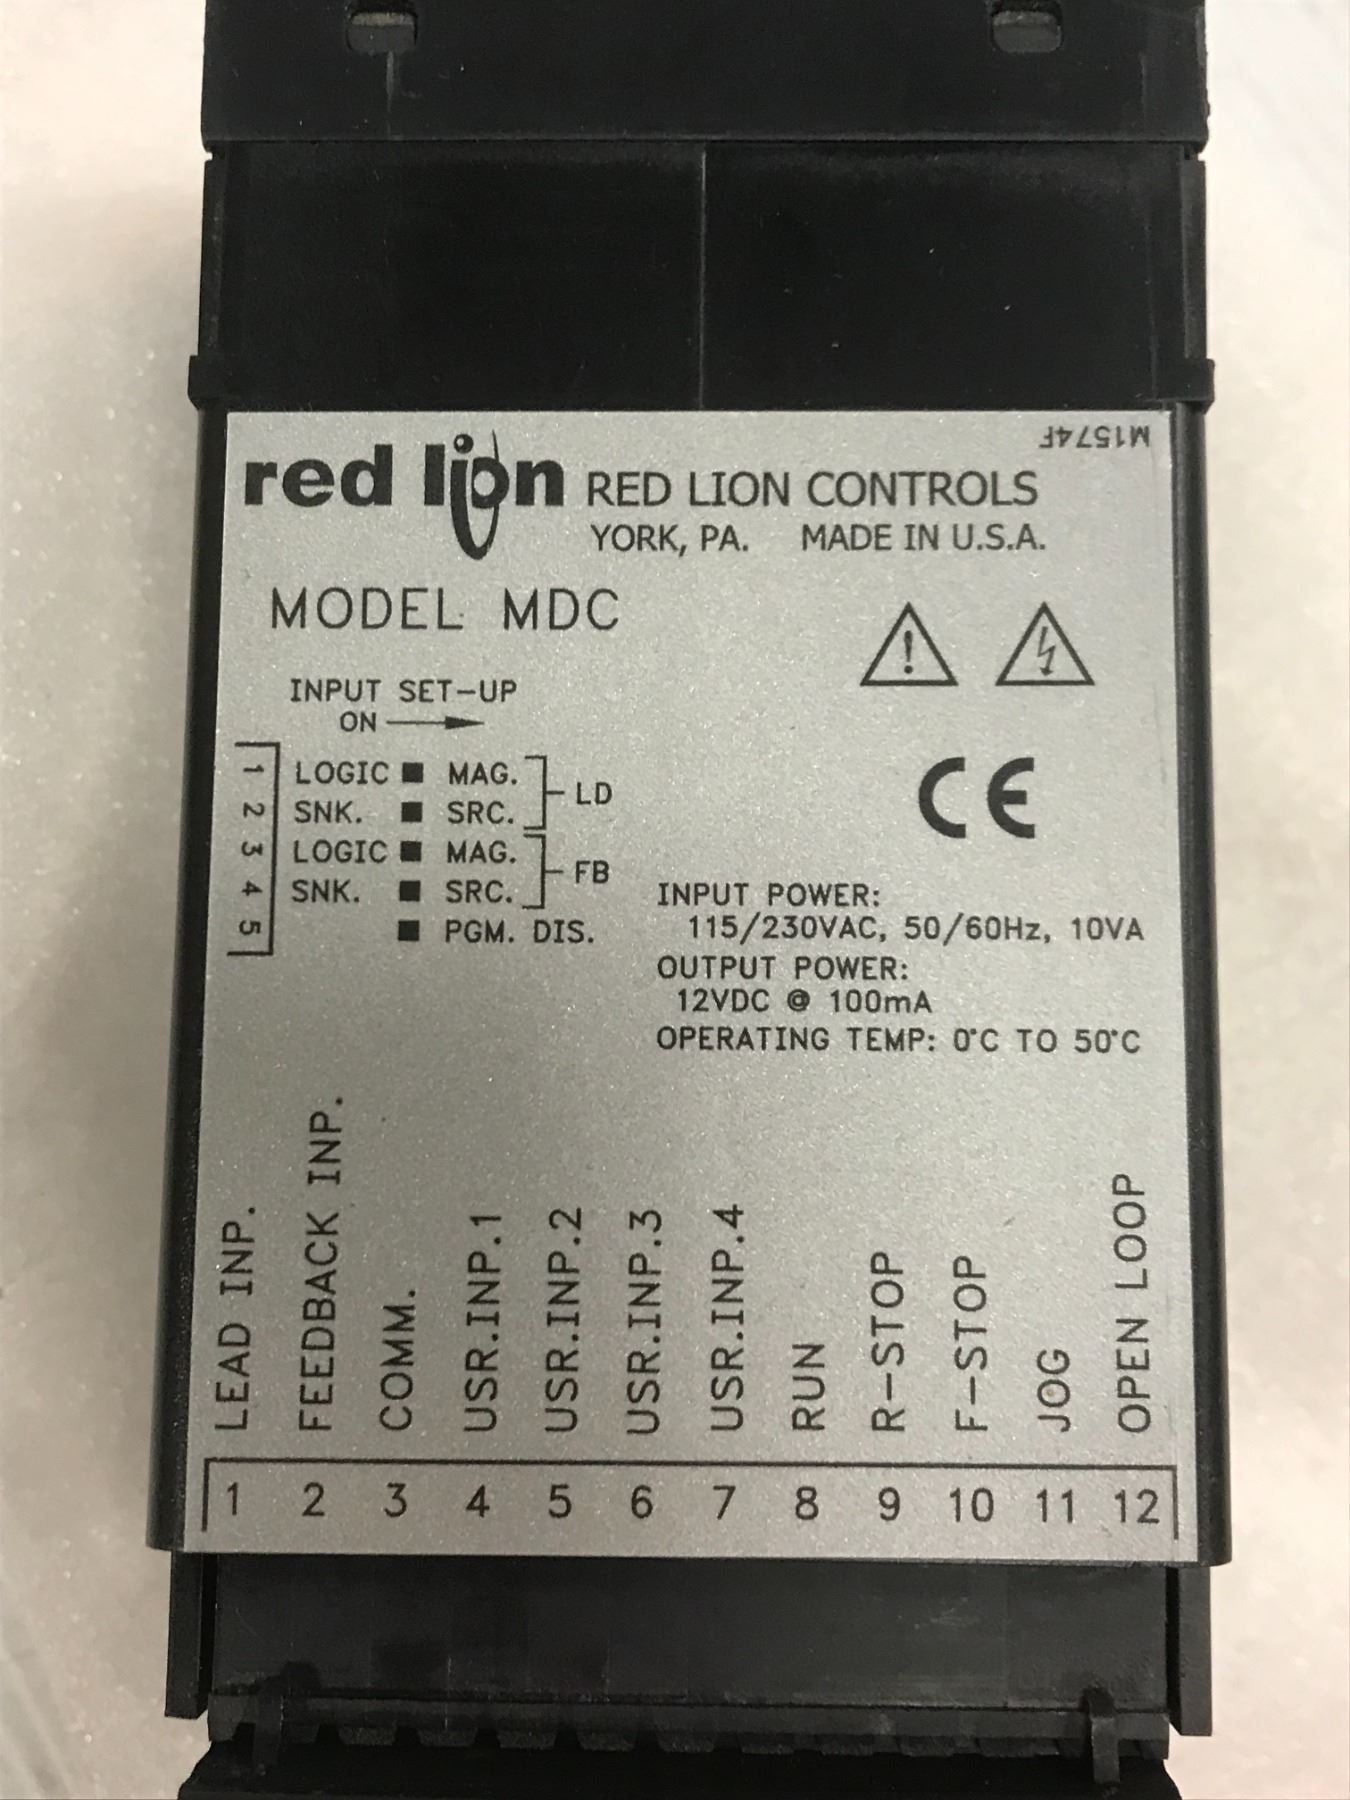 M1574F
red lion RED LION CONTROLS
YORK, PA. MADE IN U.S.A.
MODEL MDC
INPUT SET-UP
ON
1 LOGIC ■ MAG.
2 SNK. ■ SRC.
LD
3 LOGIC ■ MAG.
4 SNK. ■ SRC.
FB
5 ■ PGM. DIS.
CE
INPUT POWER:
115/230VAC, 50/60Hz, 10VA
OUTPUT POWER:
12VDC @ 100mA
OPERATING TEMP: 0°C TO 50°C
LEAD INP.
FEEDBACK INP.
COMM.
USR.INP.1
USR.INP.2
USR.INP.3
USR.INP.4
RUN
R-STOP
F-STOP
JOG
OPEN LOOP
1 2 3 4 5 6 7 8 9 10 11 12